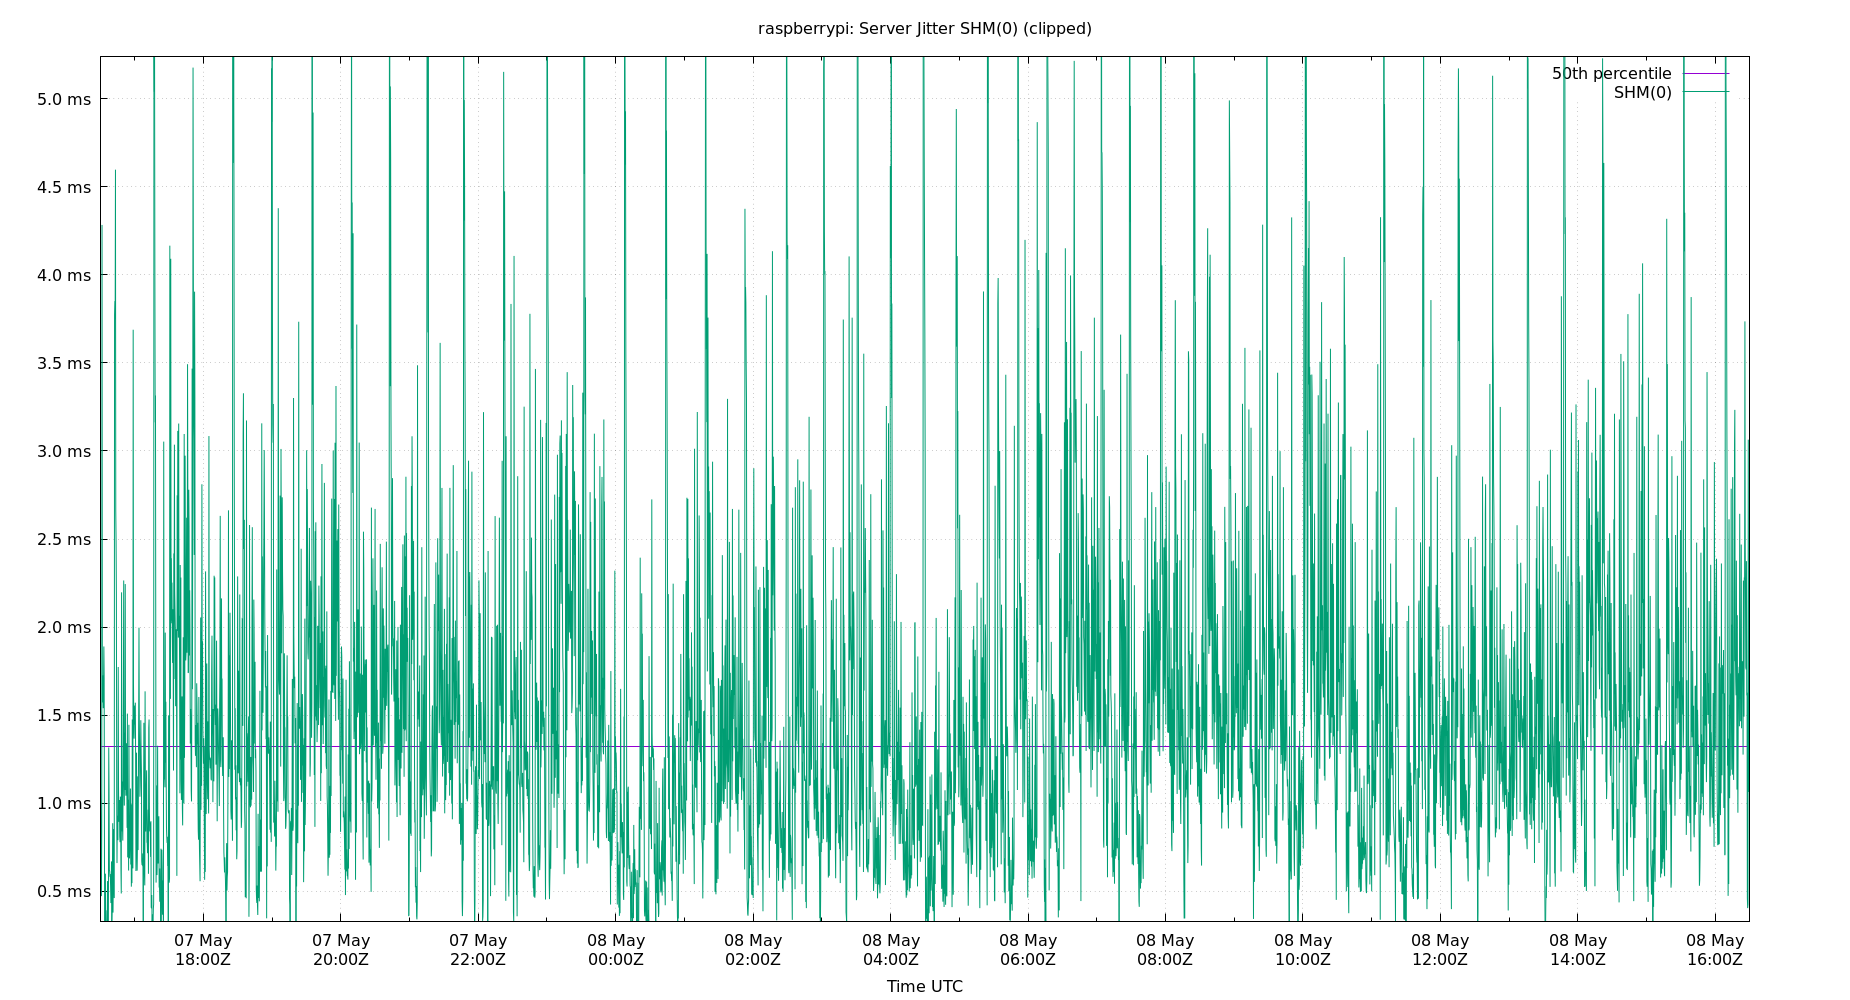 raspberrypi: Server Jitter SHM(0) (clipped)
50th percentile
SHM(0)
5.0 ms
4.5 ms
4.0 ms
3.5 ms
3.0 ms
2.5 ms
2.0 ms
1.5 ms
1.0 ms
0.5 ms
07 May 07 May 07 May 08 May 08 May 08 May 08 May 08 May 08 May 08 May 08 May 08 May
18:00Z 20:00Z 22:00Z 00:00Z 02:00Z 04:00Z 06:00Z 08:00Z 10:00Z 12:00Z 14:00Z 16:00Z
Time UTC